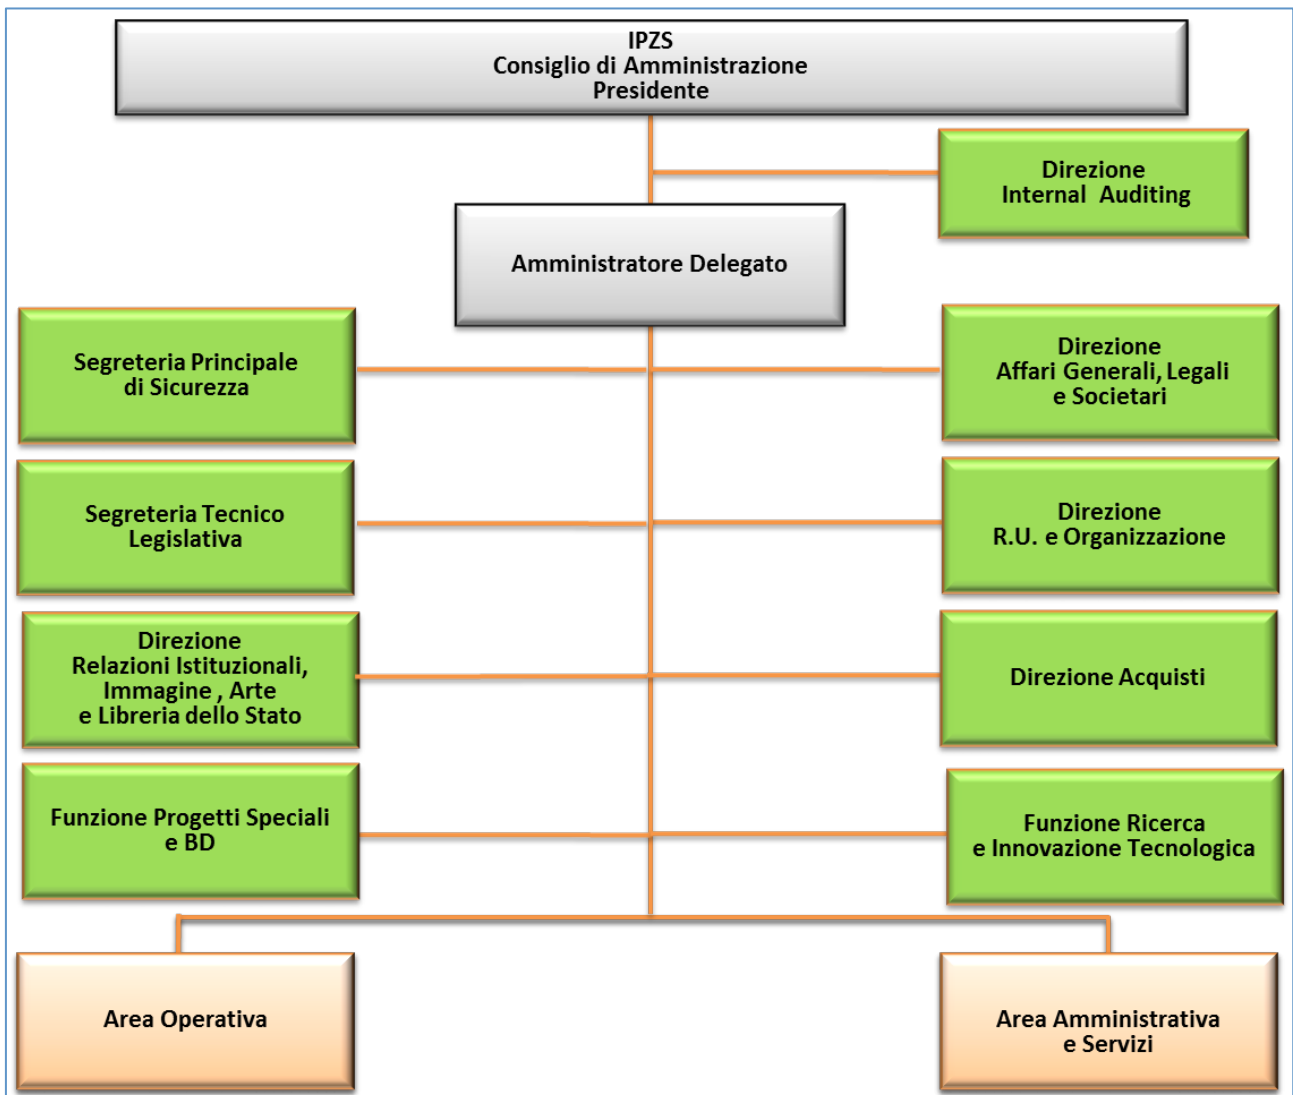 IPZS
Consiglio di Amministrazione
Presidente
Direzione
Internal Auditing
Amministratore Delegato
Segreteria Principale
di Sicurezza
Direzione
Affari Generali, Legali
e Societari
Segreteria Tecnico
Legislativa
Direzione
R.U. e Organizzazione
Direzione
Relazioni Istituzionali,
Immagine , Arte
e Libreria dello Stato
Direzione Acquisti
Funzione Progetti Speciali
e BD
Funzione Ricerca
e Innovazione Tecnologica
Area Operativa
Area Amministrativa
e Servizi